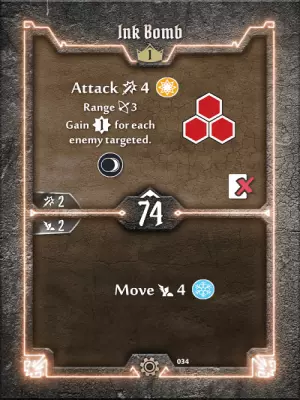 Ink Bomb
1
Attack 4
Range 3
Gain 1 for each
enemy targeted.
2
74
2
Move 4
034